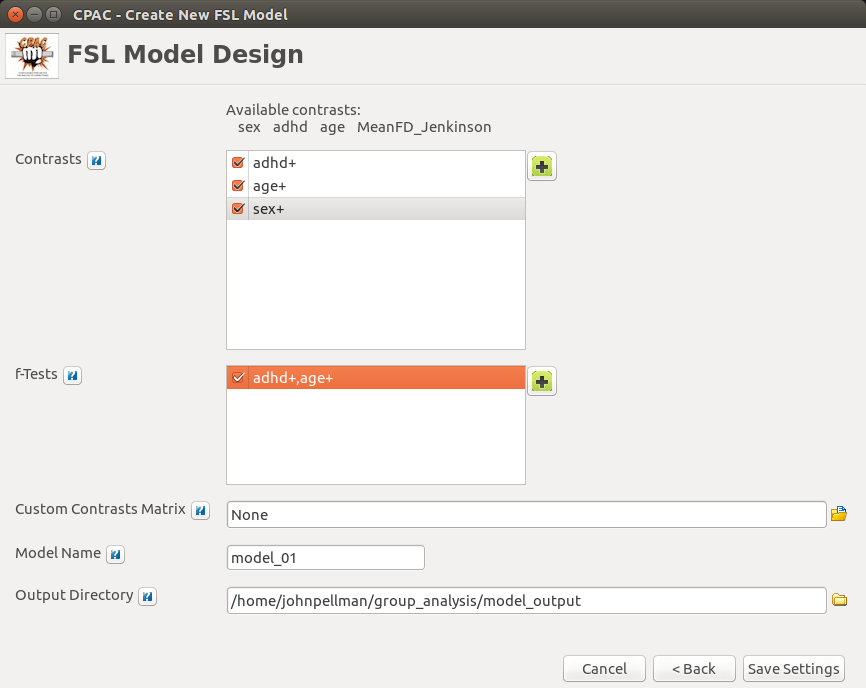 CPAC - Create New FSL Model
CPAC
FSL Model Design
Available contrasts:
sex adhd age MeanFD_Jenkinson
Contrasts ?
adhd+
age+
sex+
f-Tests ?
adhd+,age+
Custom Contrasts Matrix ?
None
Model Name ?
model_01
Output Directory ?
/home/johnpellman/group_analysis/model_output
Cancel
< Back
Save Settings